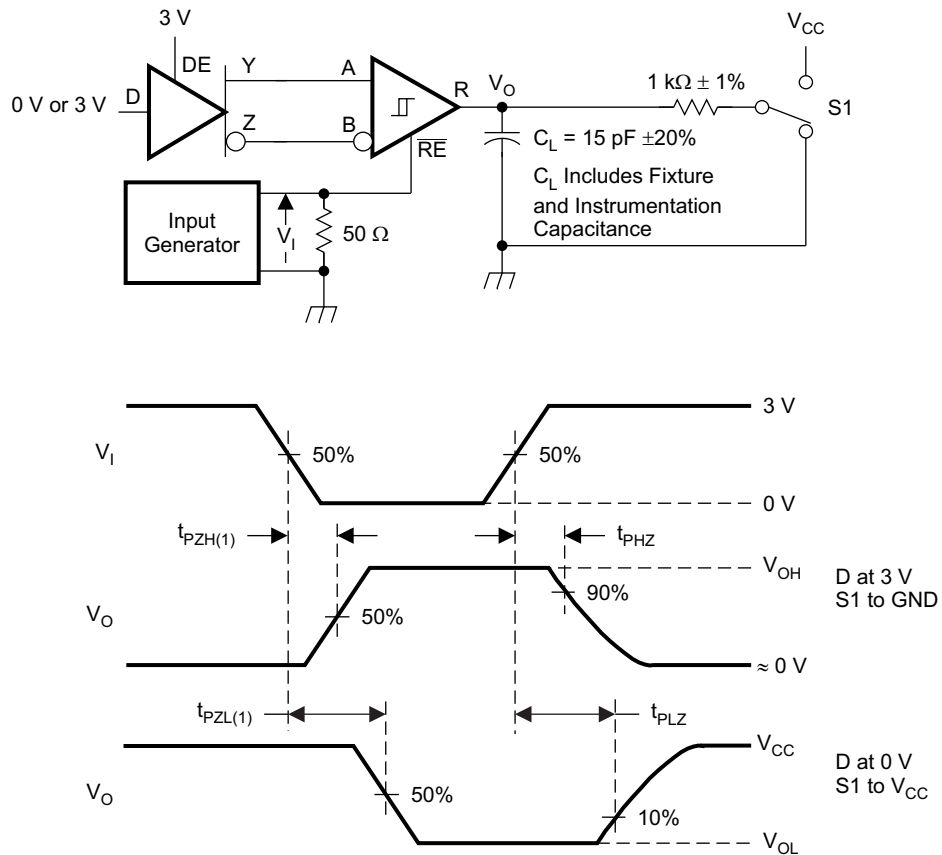 3 V
V_CC
DE Y A
V_O
D R 1 kΩ ± 1%
0 V or 3 V S1
Z B
R̅E̅ C_L = 15 pF ±20%
C_L Includes Fixture
and Instrumentation
Capacitance
Input
Generator
V_I
50 Ω
3 V
V_I 50% 50%
0 V
t_PZH(1) t_PHZ
V_OH
D at 3 V
S1 to GND
90%
V_O 50%
≈ 0 V
t_PZL(1) t_PLZ
V_CC
D at 0 V
S1 to V_CC
V_O 50%
10%
V_OL